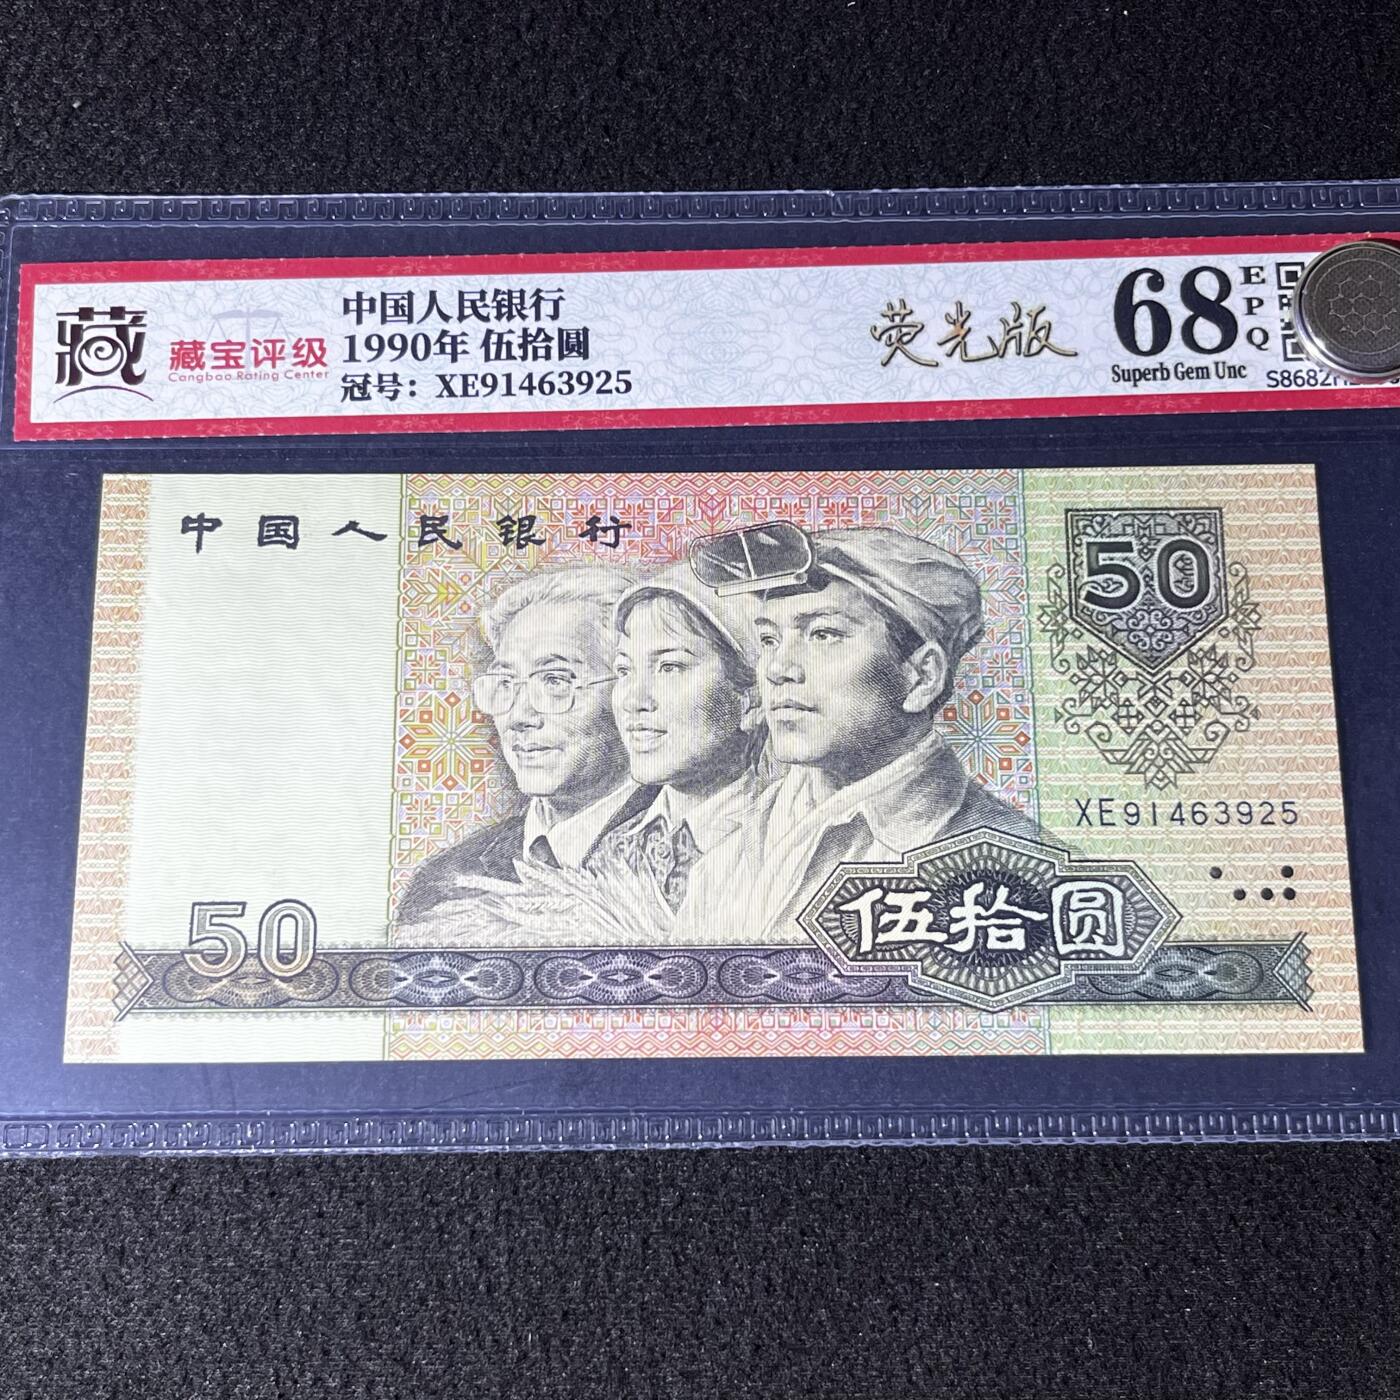 藏
藏宝评级
Cangbao Rating Center
中国人民银行
1990年 伍拾圆
冠号：XE91463925
荧光版
68
EPQ
Superb Gem Unc
S8682
中国人民银行
50
XE91463925
伍拾圆
50